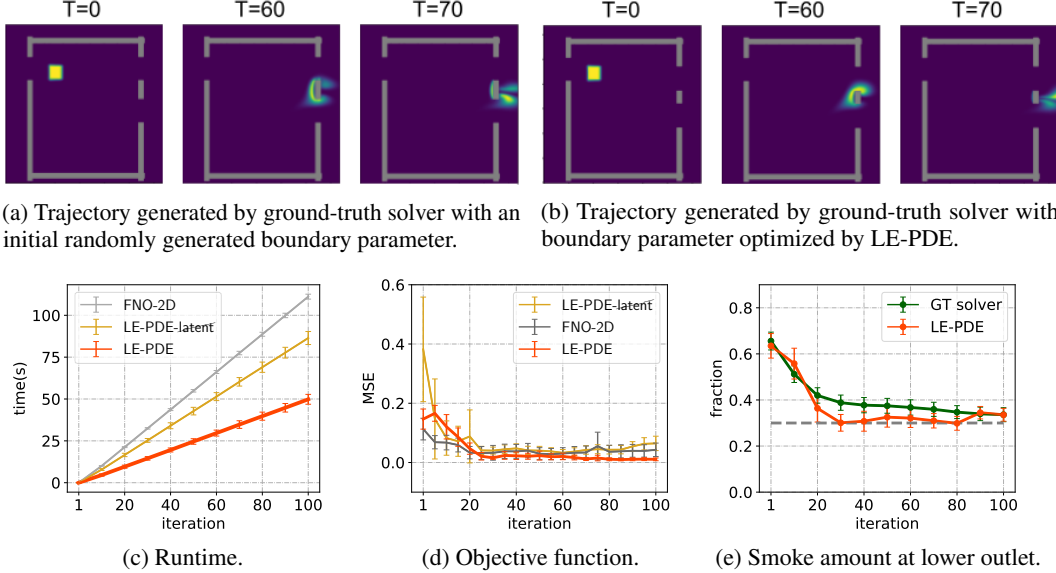 T=0 T=60 T=70 T=0 T=60 T=70
(a) Trajectory generated by ground-truth solver with an
initial randomly generated boundary parameter.
(b) Trajectory generated by ground-truth solver with
boundary parameter optimized by LE-PDE.
time(s)
100
75
50
25
0
FNO-2D
LE-PDE-latent
LE-PDE
1 20 40 60 80 100
iteration
(c) Runtime.
MSE
0.6
0.4
0.2
0.0
LE-PDE-latent
FNO-2D
LE-PDE
1 20 40 60 80 100
iteration
(d) Objective function.
fraction
0.8
0.6
0.4
0.2
0.0
GT solver
LE-PDE
1 20 40 60 80 100
iteration
(e) Smoke amount at lower outlet.